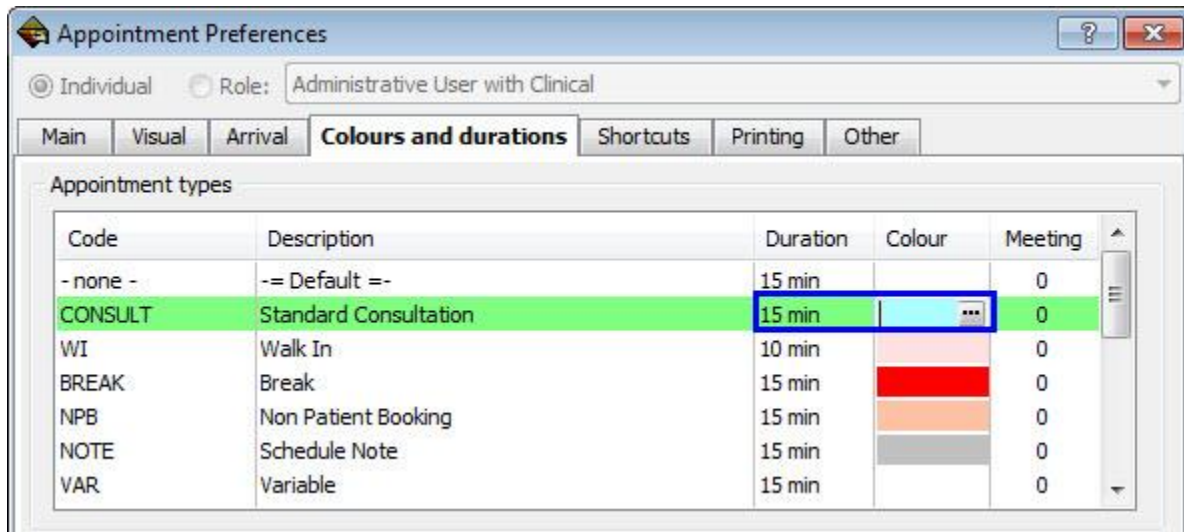 Appointment Preferences
Individual Role: Administrative User with Clinical
Main Visual Arrival Colours and durations Shortcuts Printing Other
Appointment types
Code Description Duration Colour Meeting
- none - -= Default =- 15 min 0
CONSULT Standard Consultation 15 min ... 0
WI Walk In 10 min 0
BREAK Break 15 min 0
NPB Non Patient Booking 15 min 0
NOTE Schedule Note 15 min 0
VAR Variable 15 min 0